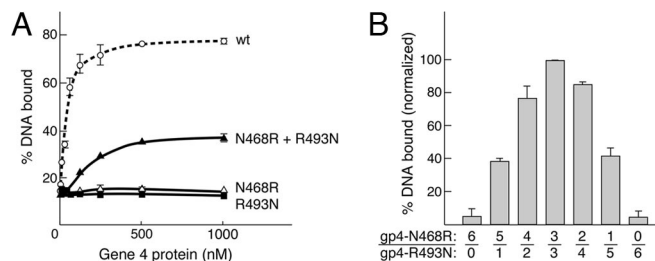 A
% DNA bound
80
60
40
20
0
0
500
1000
Gene 4 protein (nM)
wt
N468R + R493N
N468R
R493N
B
% DNA bound (normalized)
100
80
60
40
20
0
gp4-N468R: 6 5 4 3 2 1 0
gp4-R493N: 0 1 2 3 4 5 6